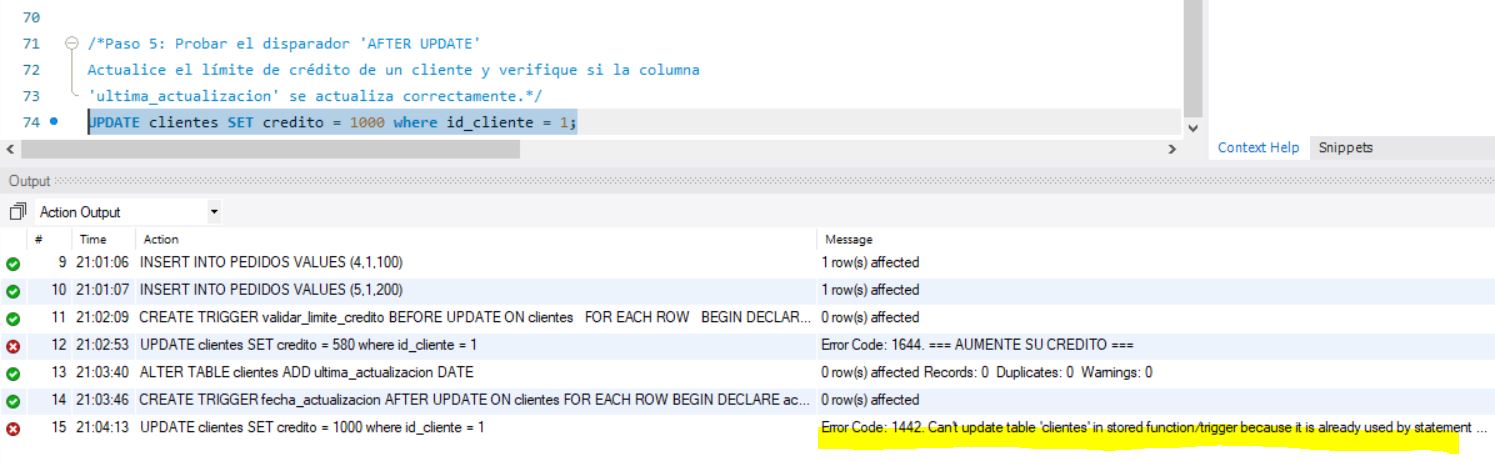 70
71 /*Paso 5: Probar el disparador 'AFTER UPDATE'
72 Actualice el límite de crédito de un cliente y verifique si la columna
73 'ultima_actualizacion' se actualiza correctamente.*/
74 UPDATE clientes SET credito = 1000 where id_cliente = 1;
Context Help Snippets
Output
Action Output
# Time Action Message
9 21:01:06 INSERT INTO PEDIDOS VALUES (4,1,100) 1 row(s) affected
10 21:01:07 INSERT INTO PEDIDOS VALUES (5,1,200) 1 row(s) affected
11 21:02:09 CREATE TRIGGER validar_limite_credito BEFORE UPDATE ON clientes FOR EACH ROW BEGIN DECLAR... 0 row(s) affected
12 21:02:53 UPDATE clientes SET credito = 580 where id_cliente = 1 Error Code: 1644. === AUMENTE SU CREDITO ===
13 21:03:40 ALTER TABLE clientes ADD ultima_actualizacion DATE 0 row(s) affected Records: 0 Duplicates: 0 Warnings: 0
14 21:03:46 CREATE TRIGGER fecha_actualizacion AFTER UPDATE ON clientes FOR EACH ROW BEGIN DECLARE ac... 0 row(s) affected
15 21:04:13 UPDATE clientes SET credito = 1000 where id_cliente = 1 Error Code: 1442. Can't update table 'clientes' in stored function/trigger because it is already used by statement ...